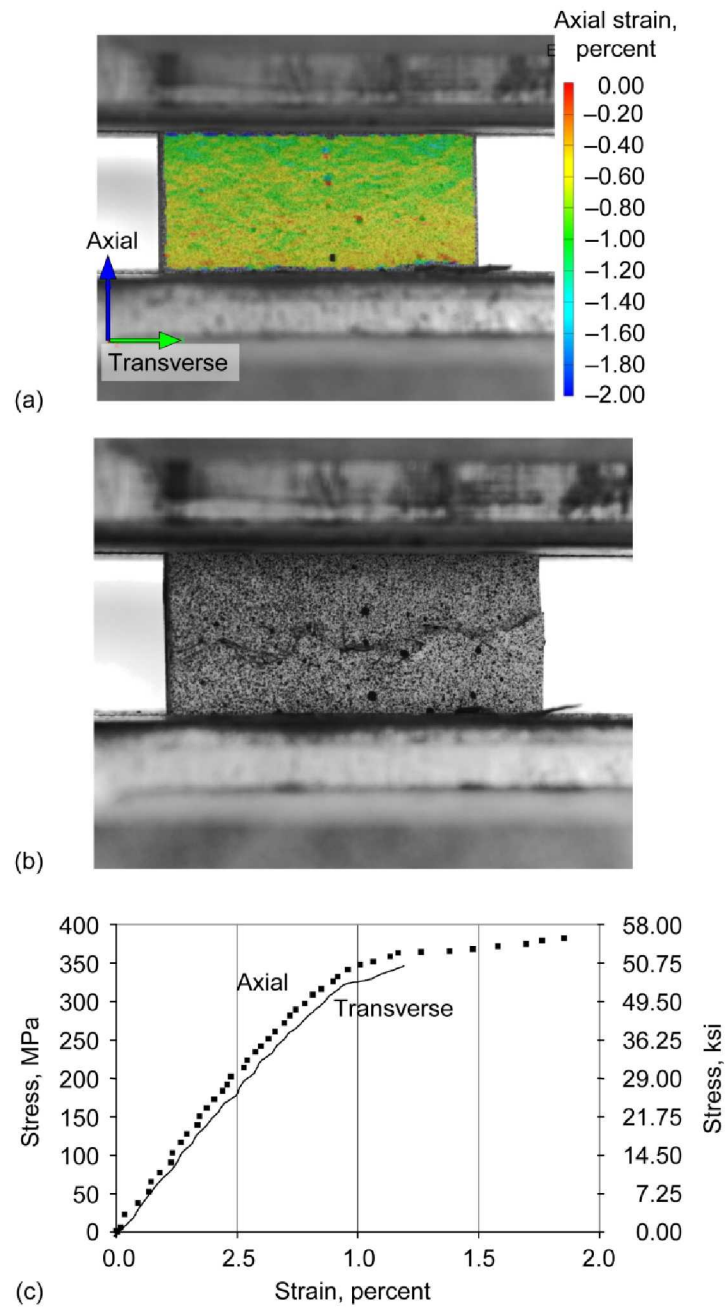 Axial strain,
percent
E
0.00
–0.20
–0.40
–0.60
–0.80
–1.00
–1.20
–1.40
–1.60
–1.80
–2.00
Axial
Transverse
(a)
(b)
400
350
300
250
200
150
100
50
0
Stress, MPa
58.00
50.75
49.50
36.25
29.00
21.75
14.50
7.25
0.00
Stress, ksi
Axial
Transverse
0.0 2.5 1.0 1.5 2.0
Strain, percent
(c)